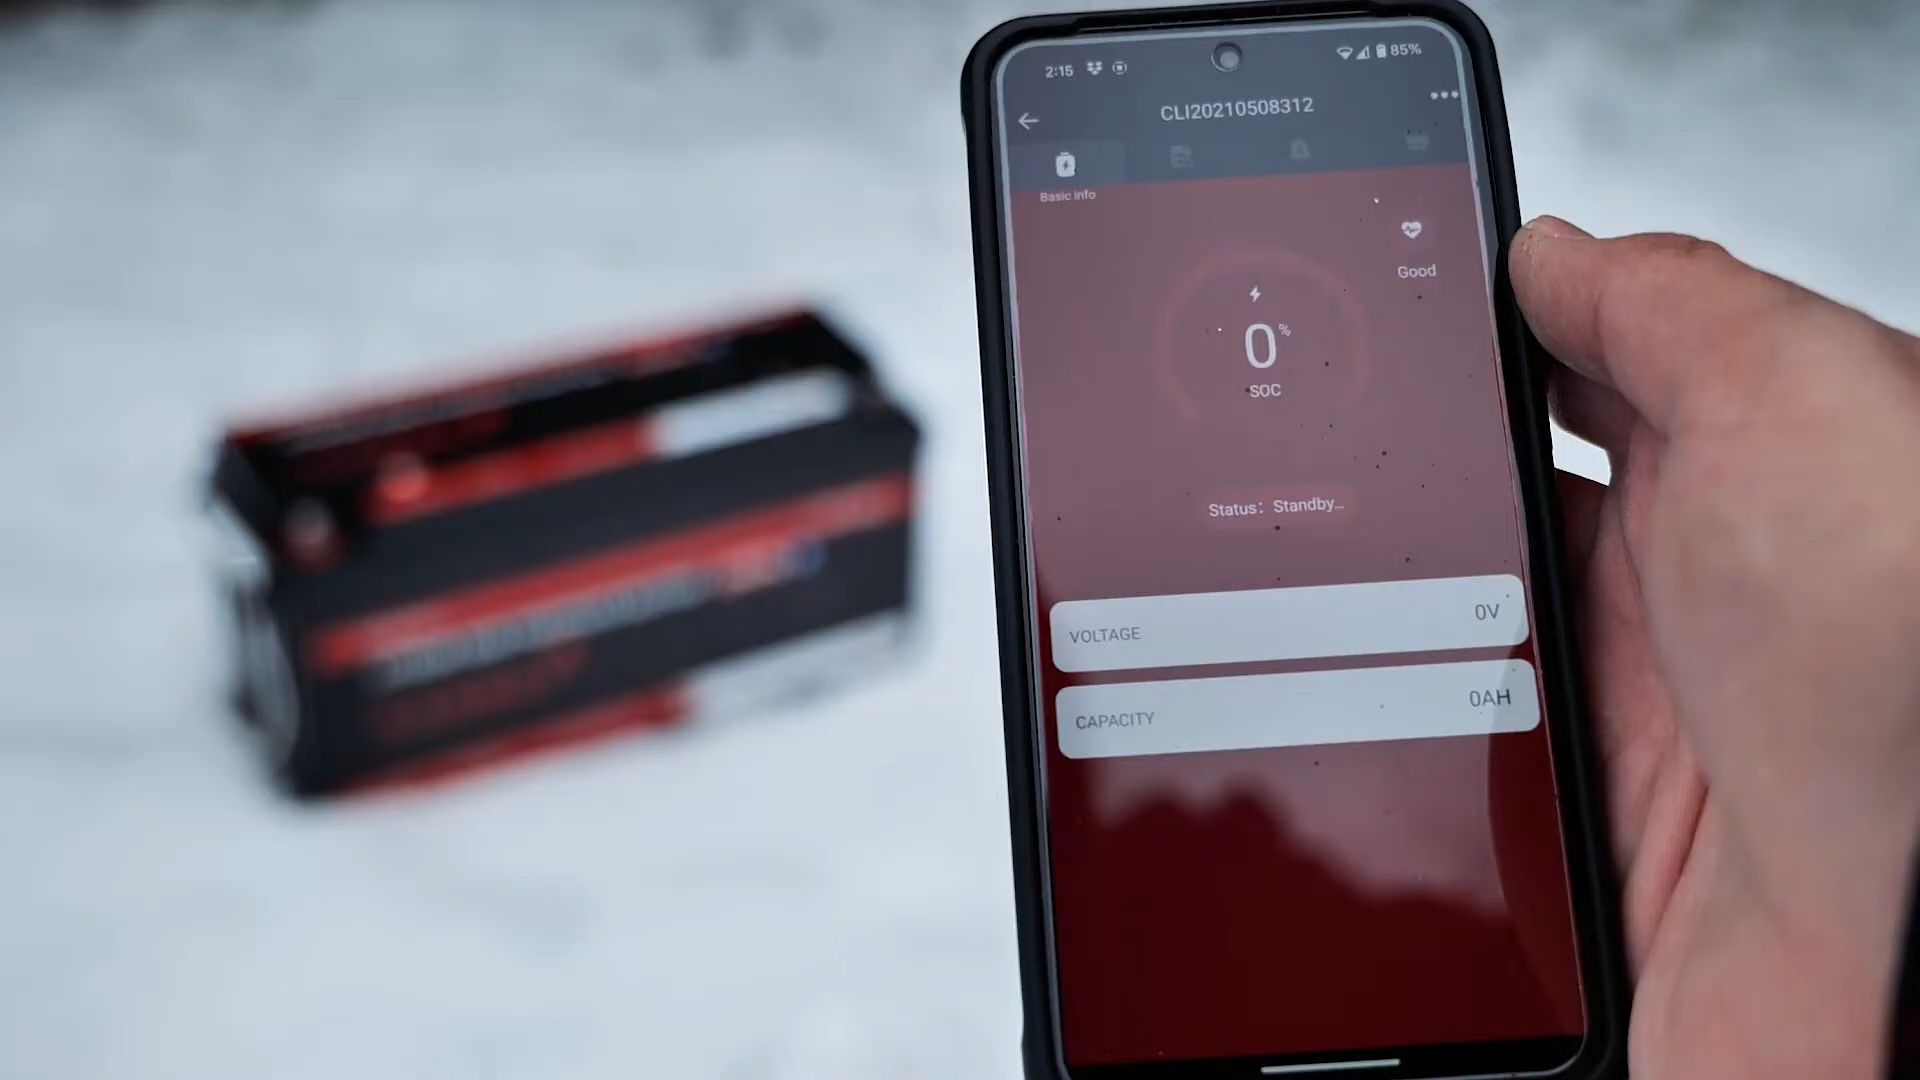 2:15 85%
CLI20210508312
Basic info
Good
0%
SOC
Status: Standby...
VOLTAGE 0V
CAPACITY 0AH